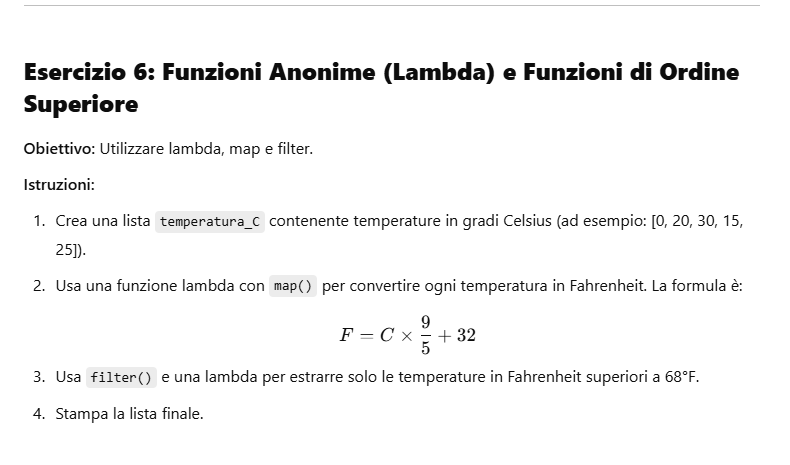 Esercizio 6: Funzioni Anonime (Lambda) e Funzioni di Ordine
Superiore
Obiettivo: Utilizzare lambda, map e filter.
Istruzioni:
1. Crea una lista temperatura_C contenente temperature in gradi Celsius (ad esempio: [0, 20, 30, 15,
25]).
2. Usa una funzione lambda con map() per convertire ogni temperatura in Fahrenheit. La formula è:
F = C × 9/5 + 32
3. Usa filter() e una lambda per estrarre solo le temperature in Fahrenheit superiori a 68°F.
4. Stampa la lista finale.